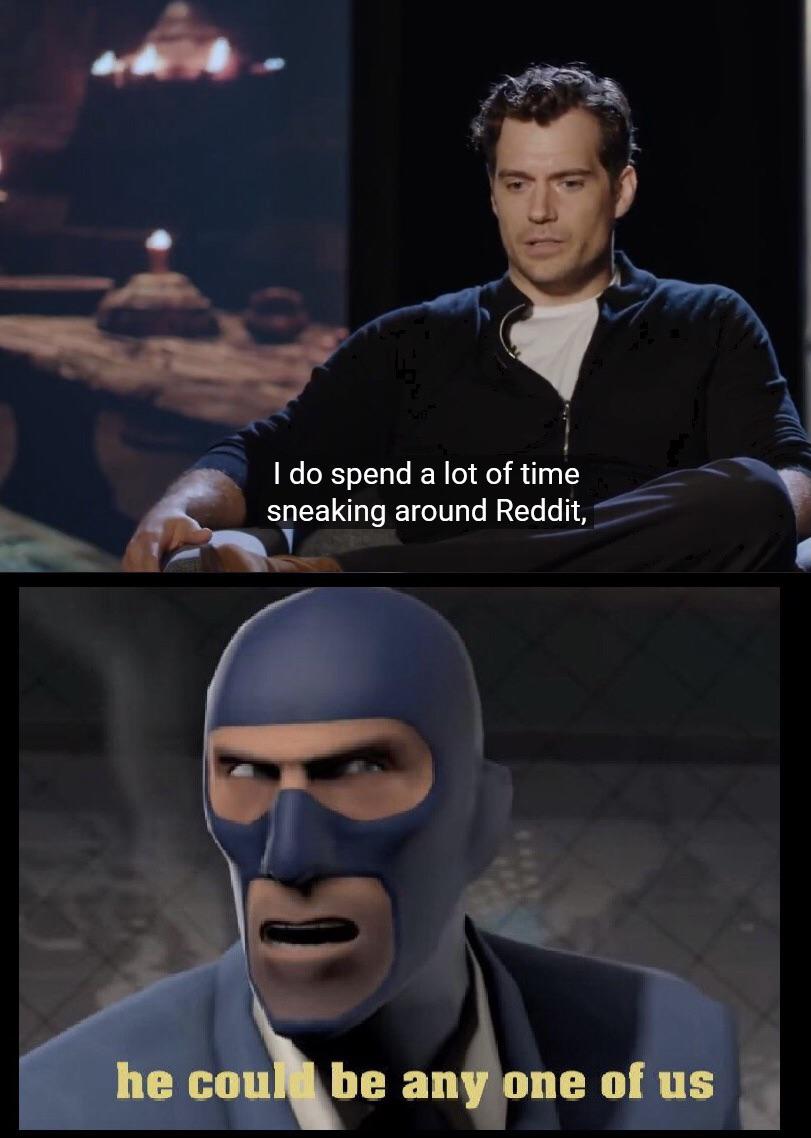 I do spend a lot of time
sneaking around Reddit,
he could be any one of us